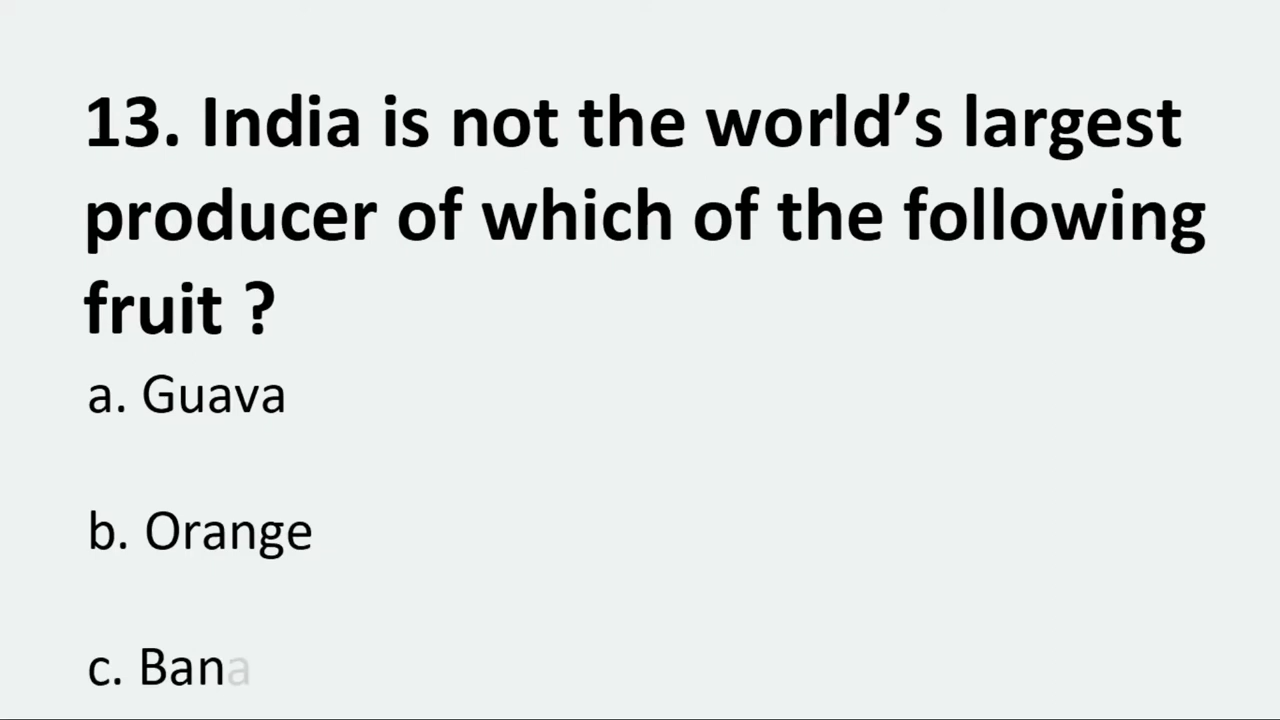 13. India is not the world’s largest
producer of which of the following
fruit ?
a. Guava
b. Orange
c. Bana